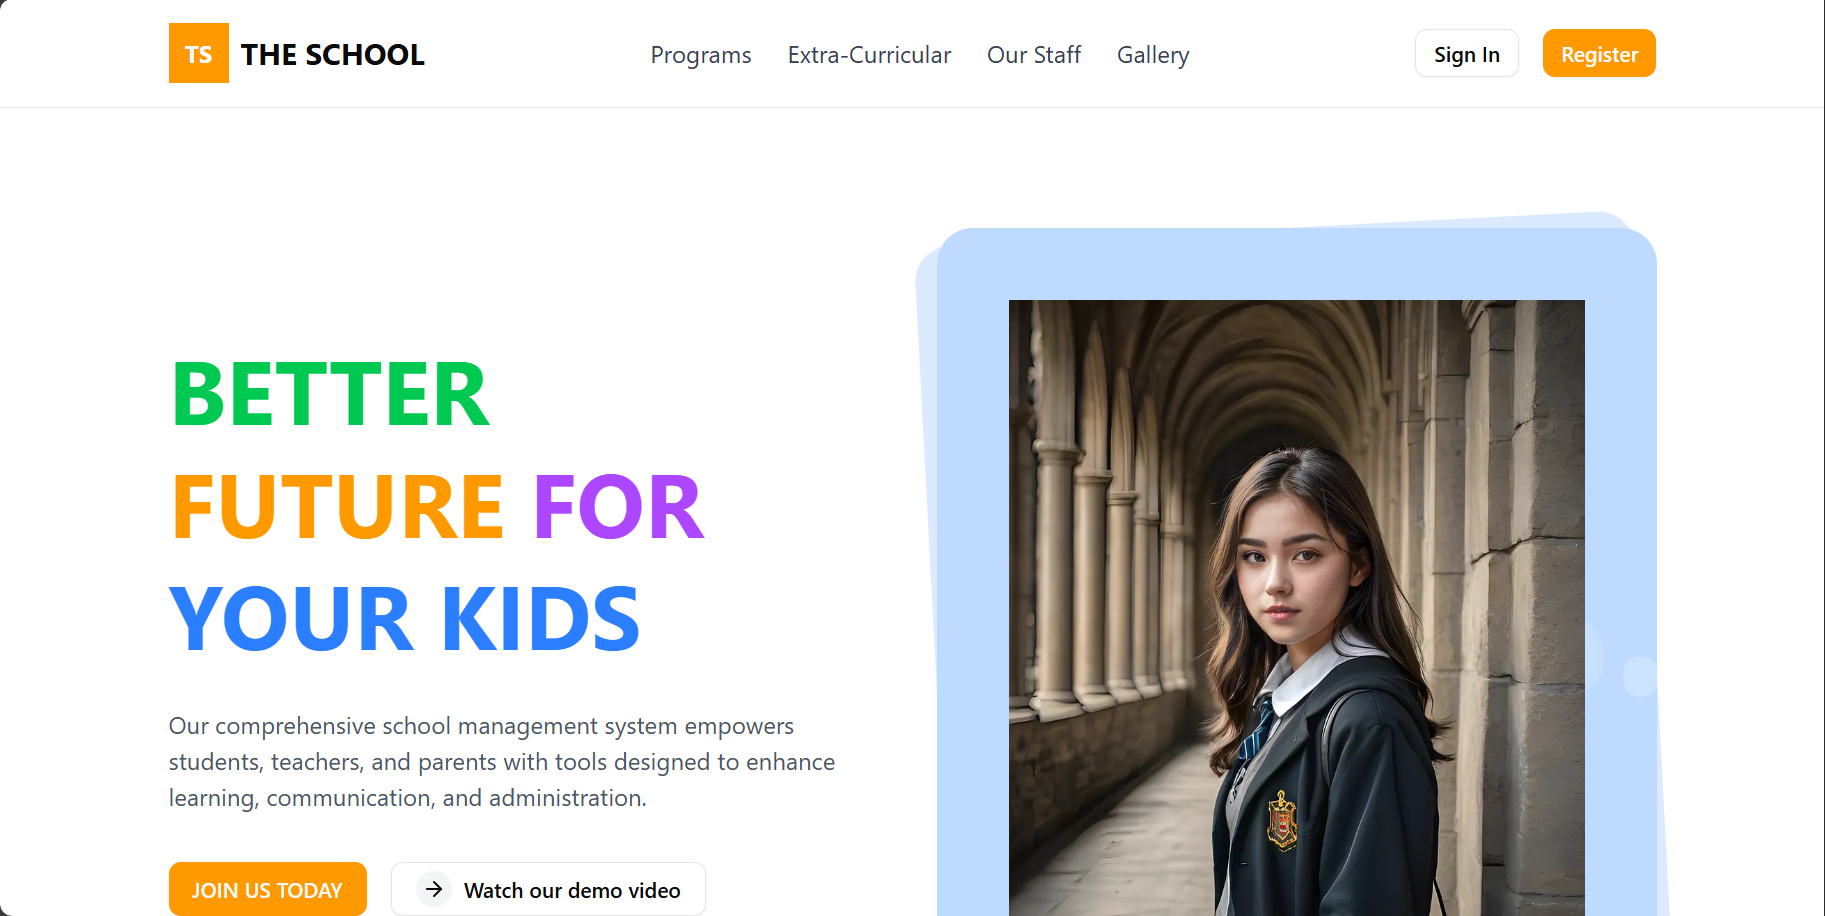 TS THE SCHOOL
Programs Extra-Curricular Our Staff Gallery
Sign In Register
BETTER
FUTURE FOR
YOUR KIDS
Our comprehensive school management system empowers
students, teachers, and parents with tools designed to enhance
learning, communication, and administration.
JOIN US TODAY
Watch our demo video